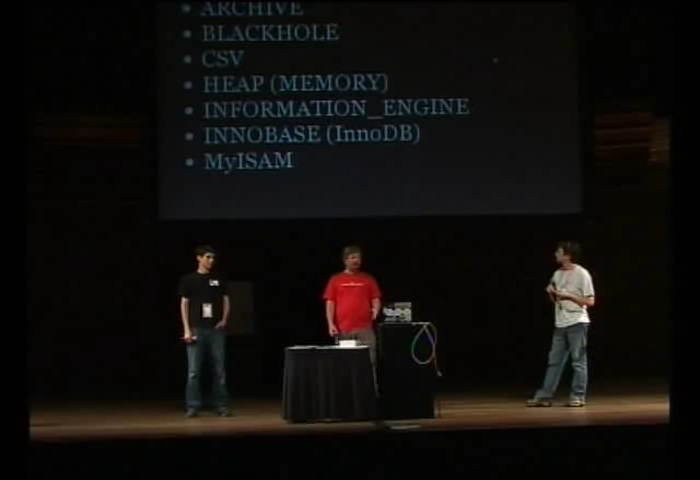 ARCHIVE
BLACKHOLE
CSV
HEAP (MEMORY)
INFORMATION_ENGINE
INNOBASE (InnoDB)
MyISAM